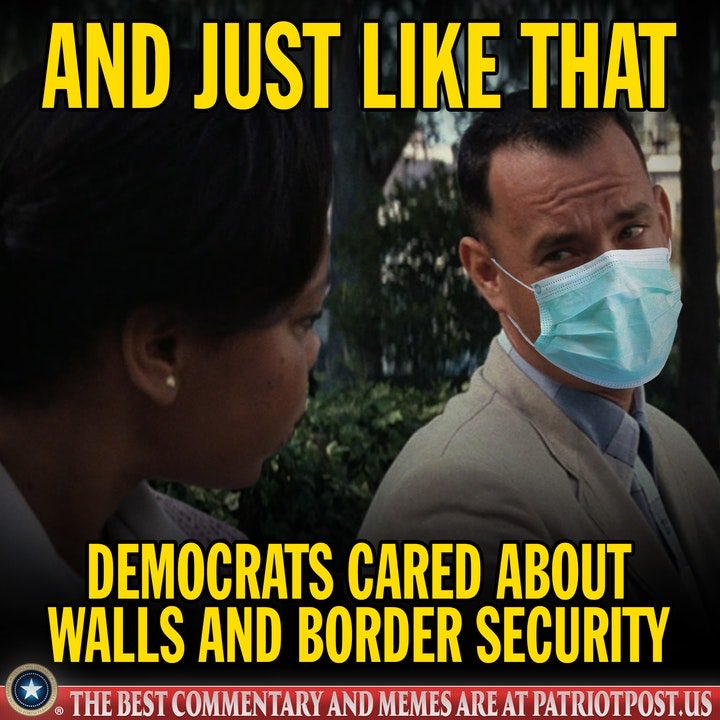 AND JUST LIKE THAT
DEMOCRATS CARED ABOUT
WALLS AND BORDER SECURITY
® THE BEST COMMENTARY AND MEMES ARE AT PATRIOTPOST.US